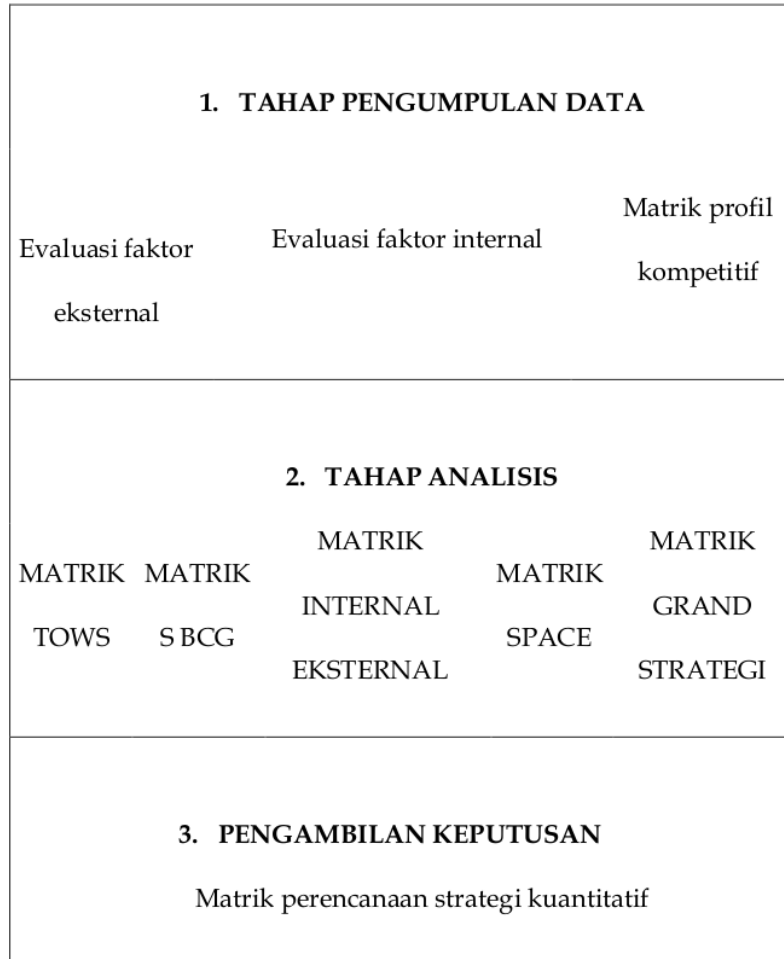 1. TAHAP PENGUMPULAN DATA
Evaluasi faktor
eksternal
Evaluasi faktor internal
Matrik profil
kompetitif
2. TAHAP ANALISIS
MATRIK
TOWS
MATRIK
S BCG
MATRIK
INTERNAL
EKSTERNAL
MATRIK
SPACE
MATRIK
GRAND
STRATEGI
3. PENGAMBILAN KEPUTUSAN
Matrik perencanaan strategi kuantitatif